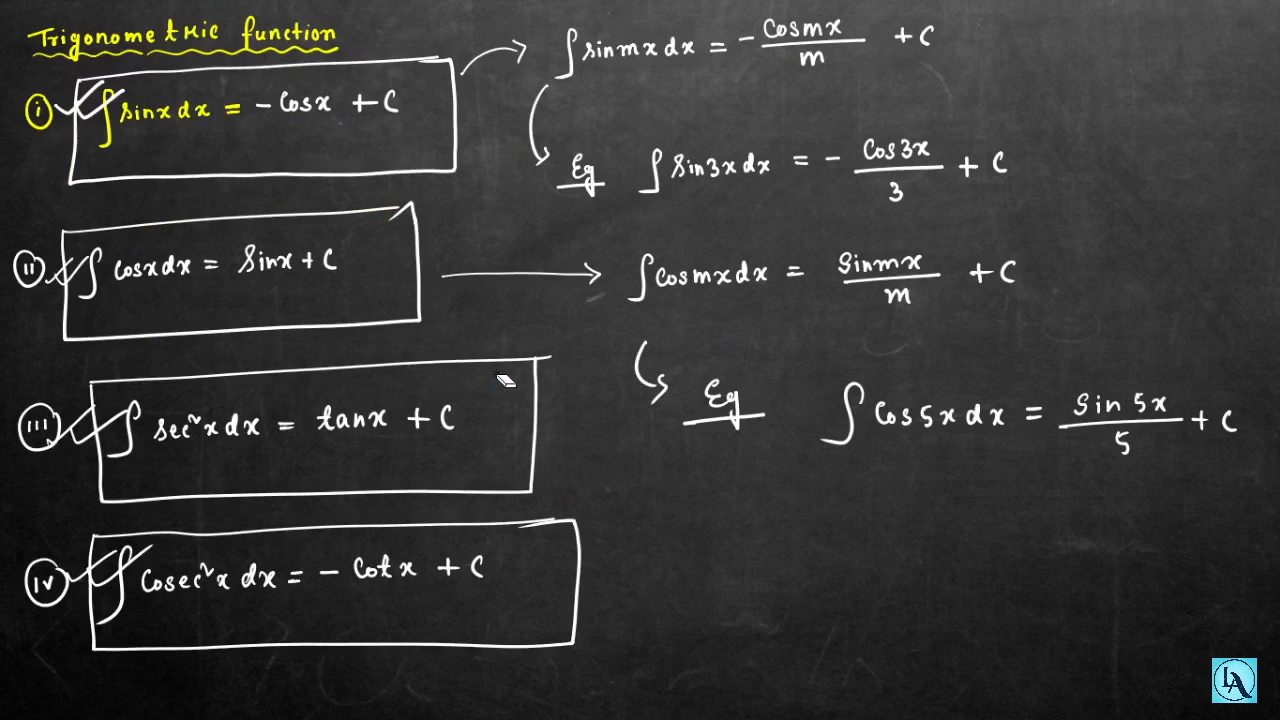 Trigonometric function
(i) ∫ sinx dx = - Cosx + C
∫ sinmx dx = - Cosmx/m + C
Eg ∫ Sin3x dx = - Cos3x/3 + C
(ii) ∫ Cosx dx = Sinx + C
∫ Cosmx dx = Sinmx/m + C
Eg ∫ Cos5x dx = Sin5x/5 + C
(iii) ∫ sec²x dx = tanx + C
(iv) ∫ Cosec²x dx = - Cotx + C
LA